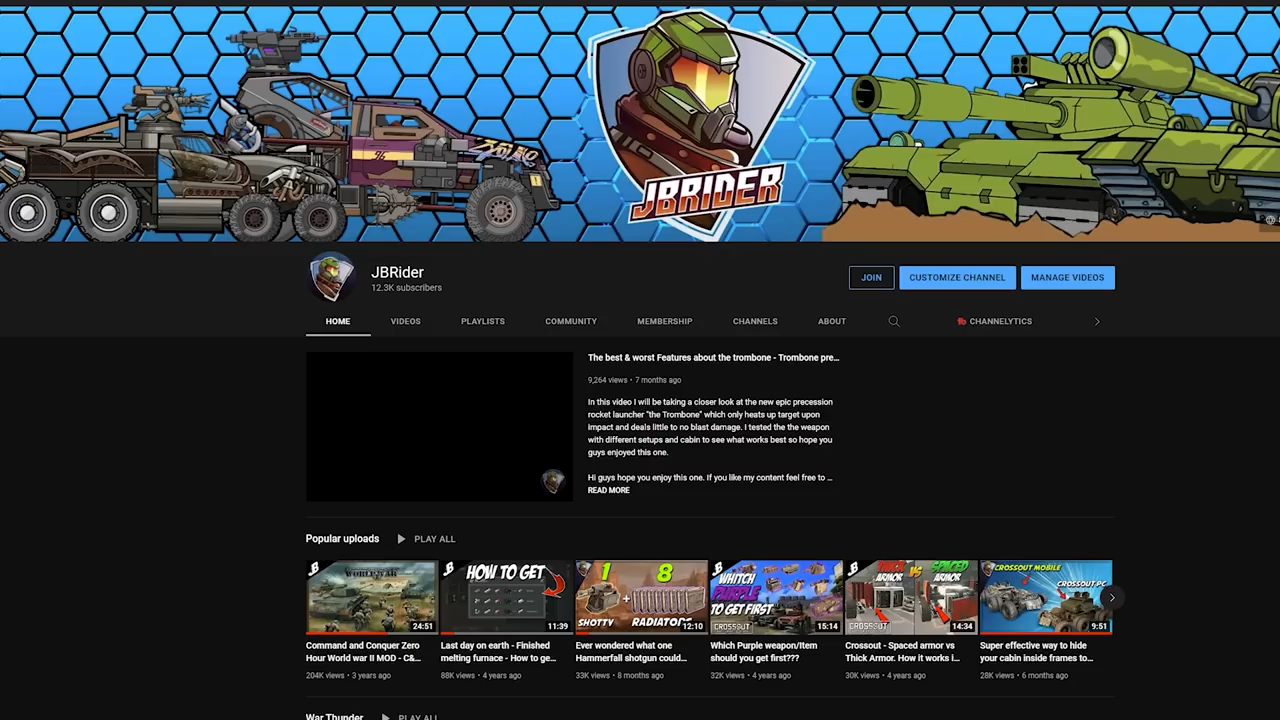 JBRIDER
JBRider
12.3K subscribers
JOIN
CUSTOMIZE CHANNEL
MANAGE VIDEOS
HOME
VIDEOS
PLAYLISTS
COMMUNITY
MEMBERSHIP
CHANNELS
ABOUT
CHANNELYTICS
The best & worst Features about the trombone - Trombone pre...
9,264 views • 7 months ago
In this video I will be taking a closer look at the new epic precession
rocket launcher "the Trombone" which only heats up target upon
impact and deals little to no blast damage. I tested the the weapon
with different setups and cabin to see what works best so hope you
guys enjoyed this one.
Hi guys hope you enjoy this one. If you like my content feel free to ...
READ MORE
Popular uploads
PLAY ALL
WORLD WAR
24:51
Command and Conquer Zero
Hour World war II MOD - C&...
204K views • 3 years ago
HOW TO GET
11:39
Last day on earth - Finished
melting furnace - How to ge...
88K views • 4 years ago
1
8
+
SHOTTY
RADIATORS
12:10
Ever wondered what one
Hammerfall shotgun could...
33K views • 8 months ago
WHITCH
PURPLE
TO GET FIRST
CROSSOUT
15:14
Which Purple weapon/Item
should you get first???
32K views • 4 years ago
THICK ARMOR
VS
SPACED ARMOR
CROSSOUT
14:34
Crossout - Spaced armor vs
Thick Armor. How it works i...
30K views • 4 years ago
CROSSOUT MOBILE
CROSSOUT PC
9:51
Super effective way to hide
your cabin inside frames to...
28K views • 6 months ago
War Thunder
PLAY ALL